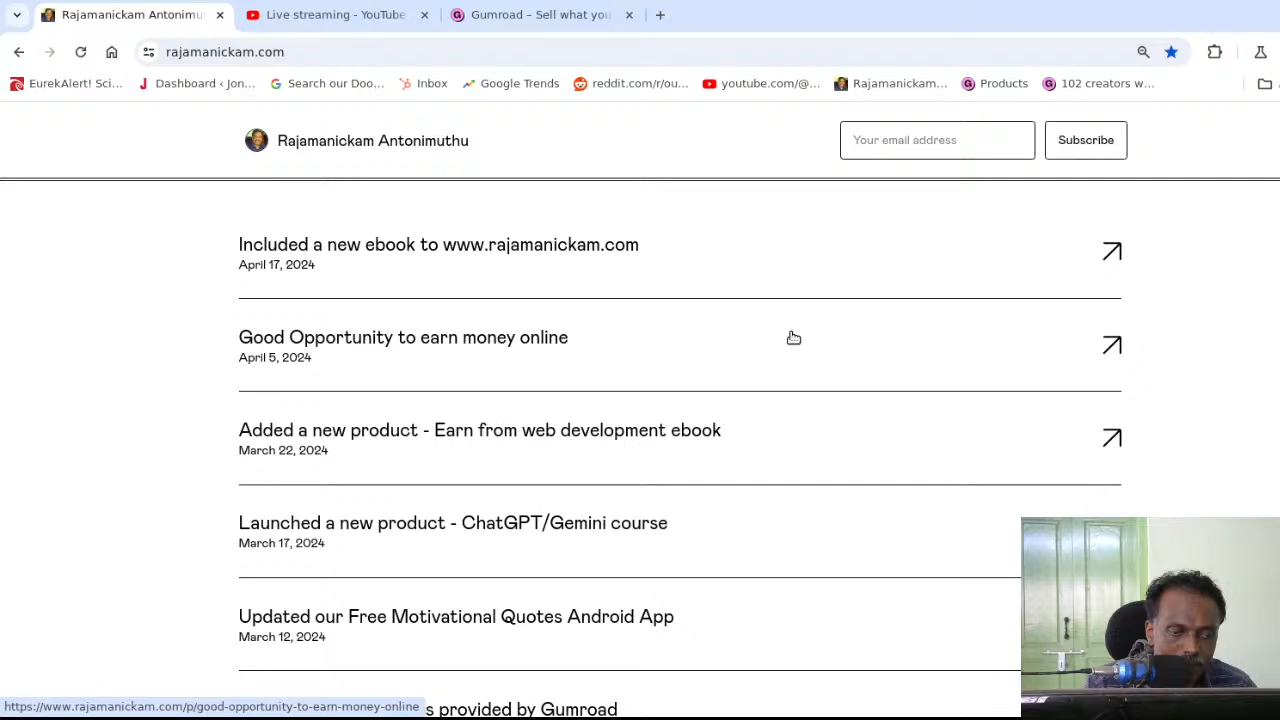 Rajamanickam Antonimu
Live streaming - YouTube
Gumroad – Sell what you
rajamanickam.com
EurekAlert! Sci...
Dashboard ‹ Jon...
Search our Doo...
Inbox
Google Trends
reddit.com/r/ou...
youtube.com/@...
Rajamanickam...
Products
102 creators w...
Rajamanickam Antonimuthu
Your email address
Subscribe
Included a new ebook to www.rajamanickam.com
April 17, 2024
Good Opportunity to earn money online
April 5, 2024
Added a new product - Earn from web development ebook
March 22, 2024
Launched a new product - ChatGPT/Gemini course
March 17, 2024
Updated our Free Motivational Quotes Android App
March 12, 2024
s provided by Gumroad
https://www.rajamanickam.com/p/good-opportunity-to-earn-money-online